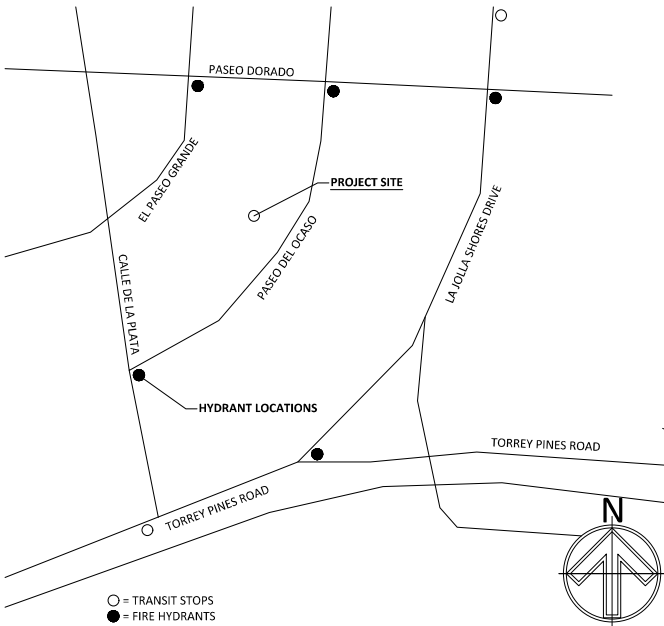 PASEO DORADO
EL PASEO GRANDE
PROJECT SITE
PASEO DEL OCASO
LA JOLLA SHORES DRIVE
CALLE DE LA PLATA
HYDRANT LOCATIONS
TORREY PINES ROAD
TORREY PINES ROAD
N
= TRANSIT STOPS
= FIRE HYDRANTS